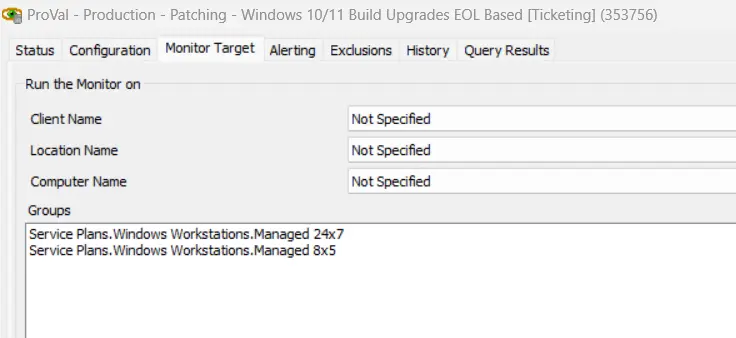 ProVal - Production - Patching - Windows 10/11 Build Upgrades EOL Based [Ticketing] (353756)
Status Configuration Monitor Target Alerting Exclusions History Query Results
Run the Monitor on
Client Name Not Specified
Location Name Not Specified
Computer Name Not Specified
Groups
Service Plans.Windows Workstations.Managed 24x7
Service Plans.Windows Workstations.Managed 8x5